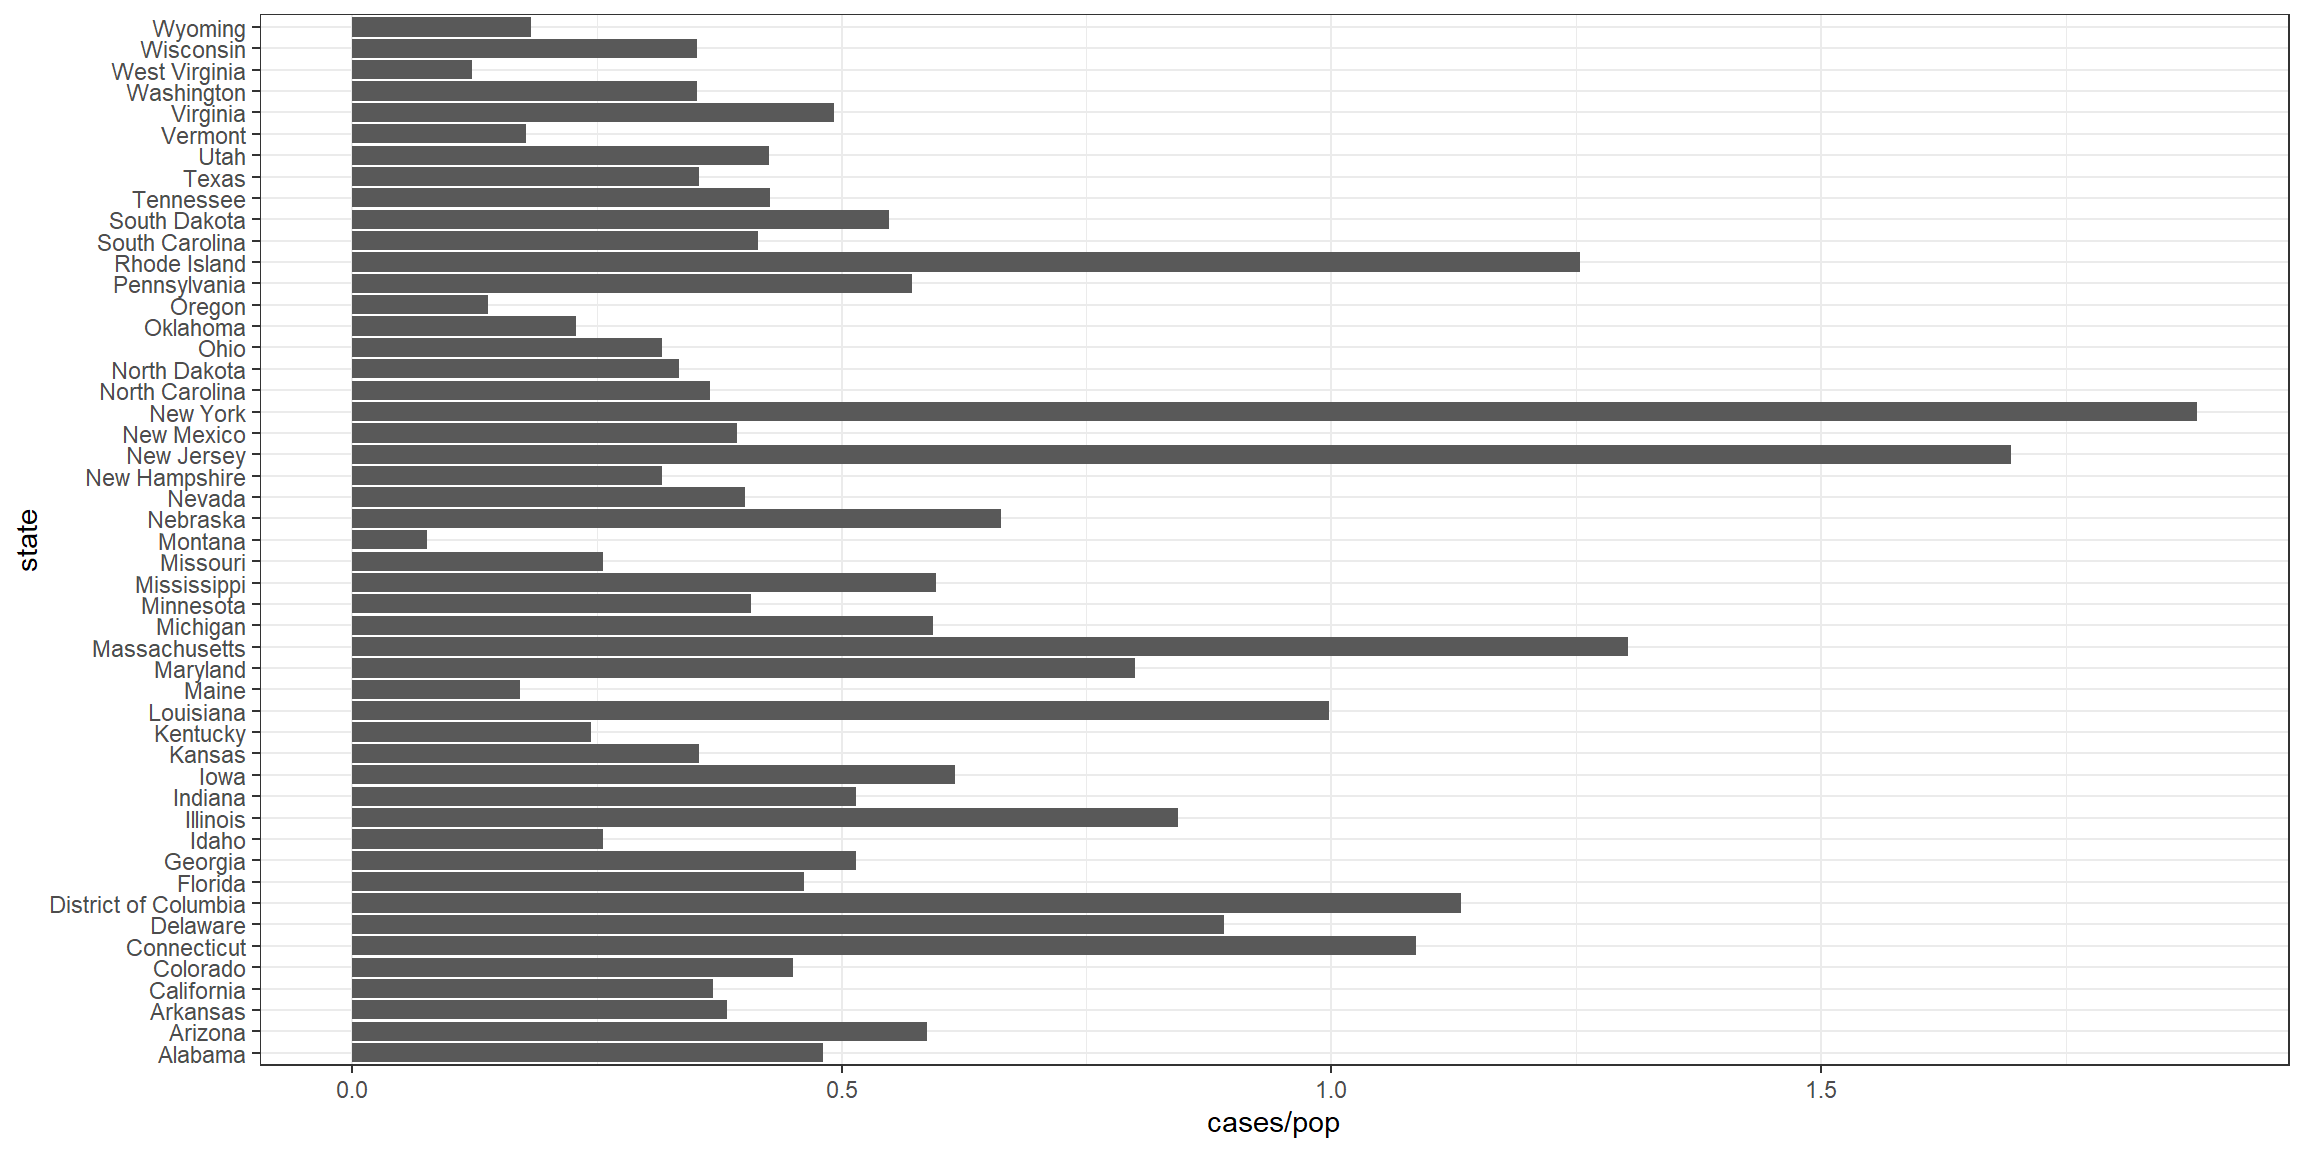 Wyoming
Wisconsin
West Virginia
Washington
Virginia
Vermont
Utah
Texas
Tennessee
South Dakota
South Carolina
Rhode Island
Pennsylvania
Oregon
Oklahoma
Ohio
North Dakota
North Carolina
New York
New Mexico
New Jersey
New Hampshire
Nevada
Nebraska
Montana
Missouri
Mississippi
Minnesota
Michigan
Massachusetts
Maryland
Maine
Louisiana
Kentucky
Kansas
Iowa
Indiana
Illinois
Idaho
Georgia
Florida
District of Columbia
Delaware
Connecticut
Colorado
California
Arkansas
Arizona
Alabama
state
0.0 0.5 1.0 1.5
cases/pop